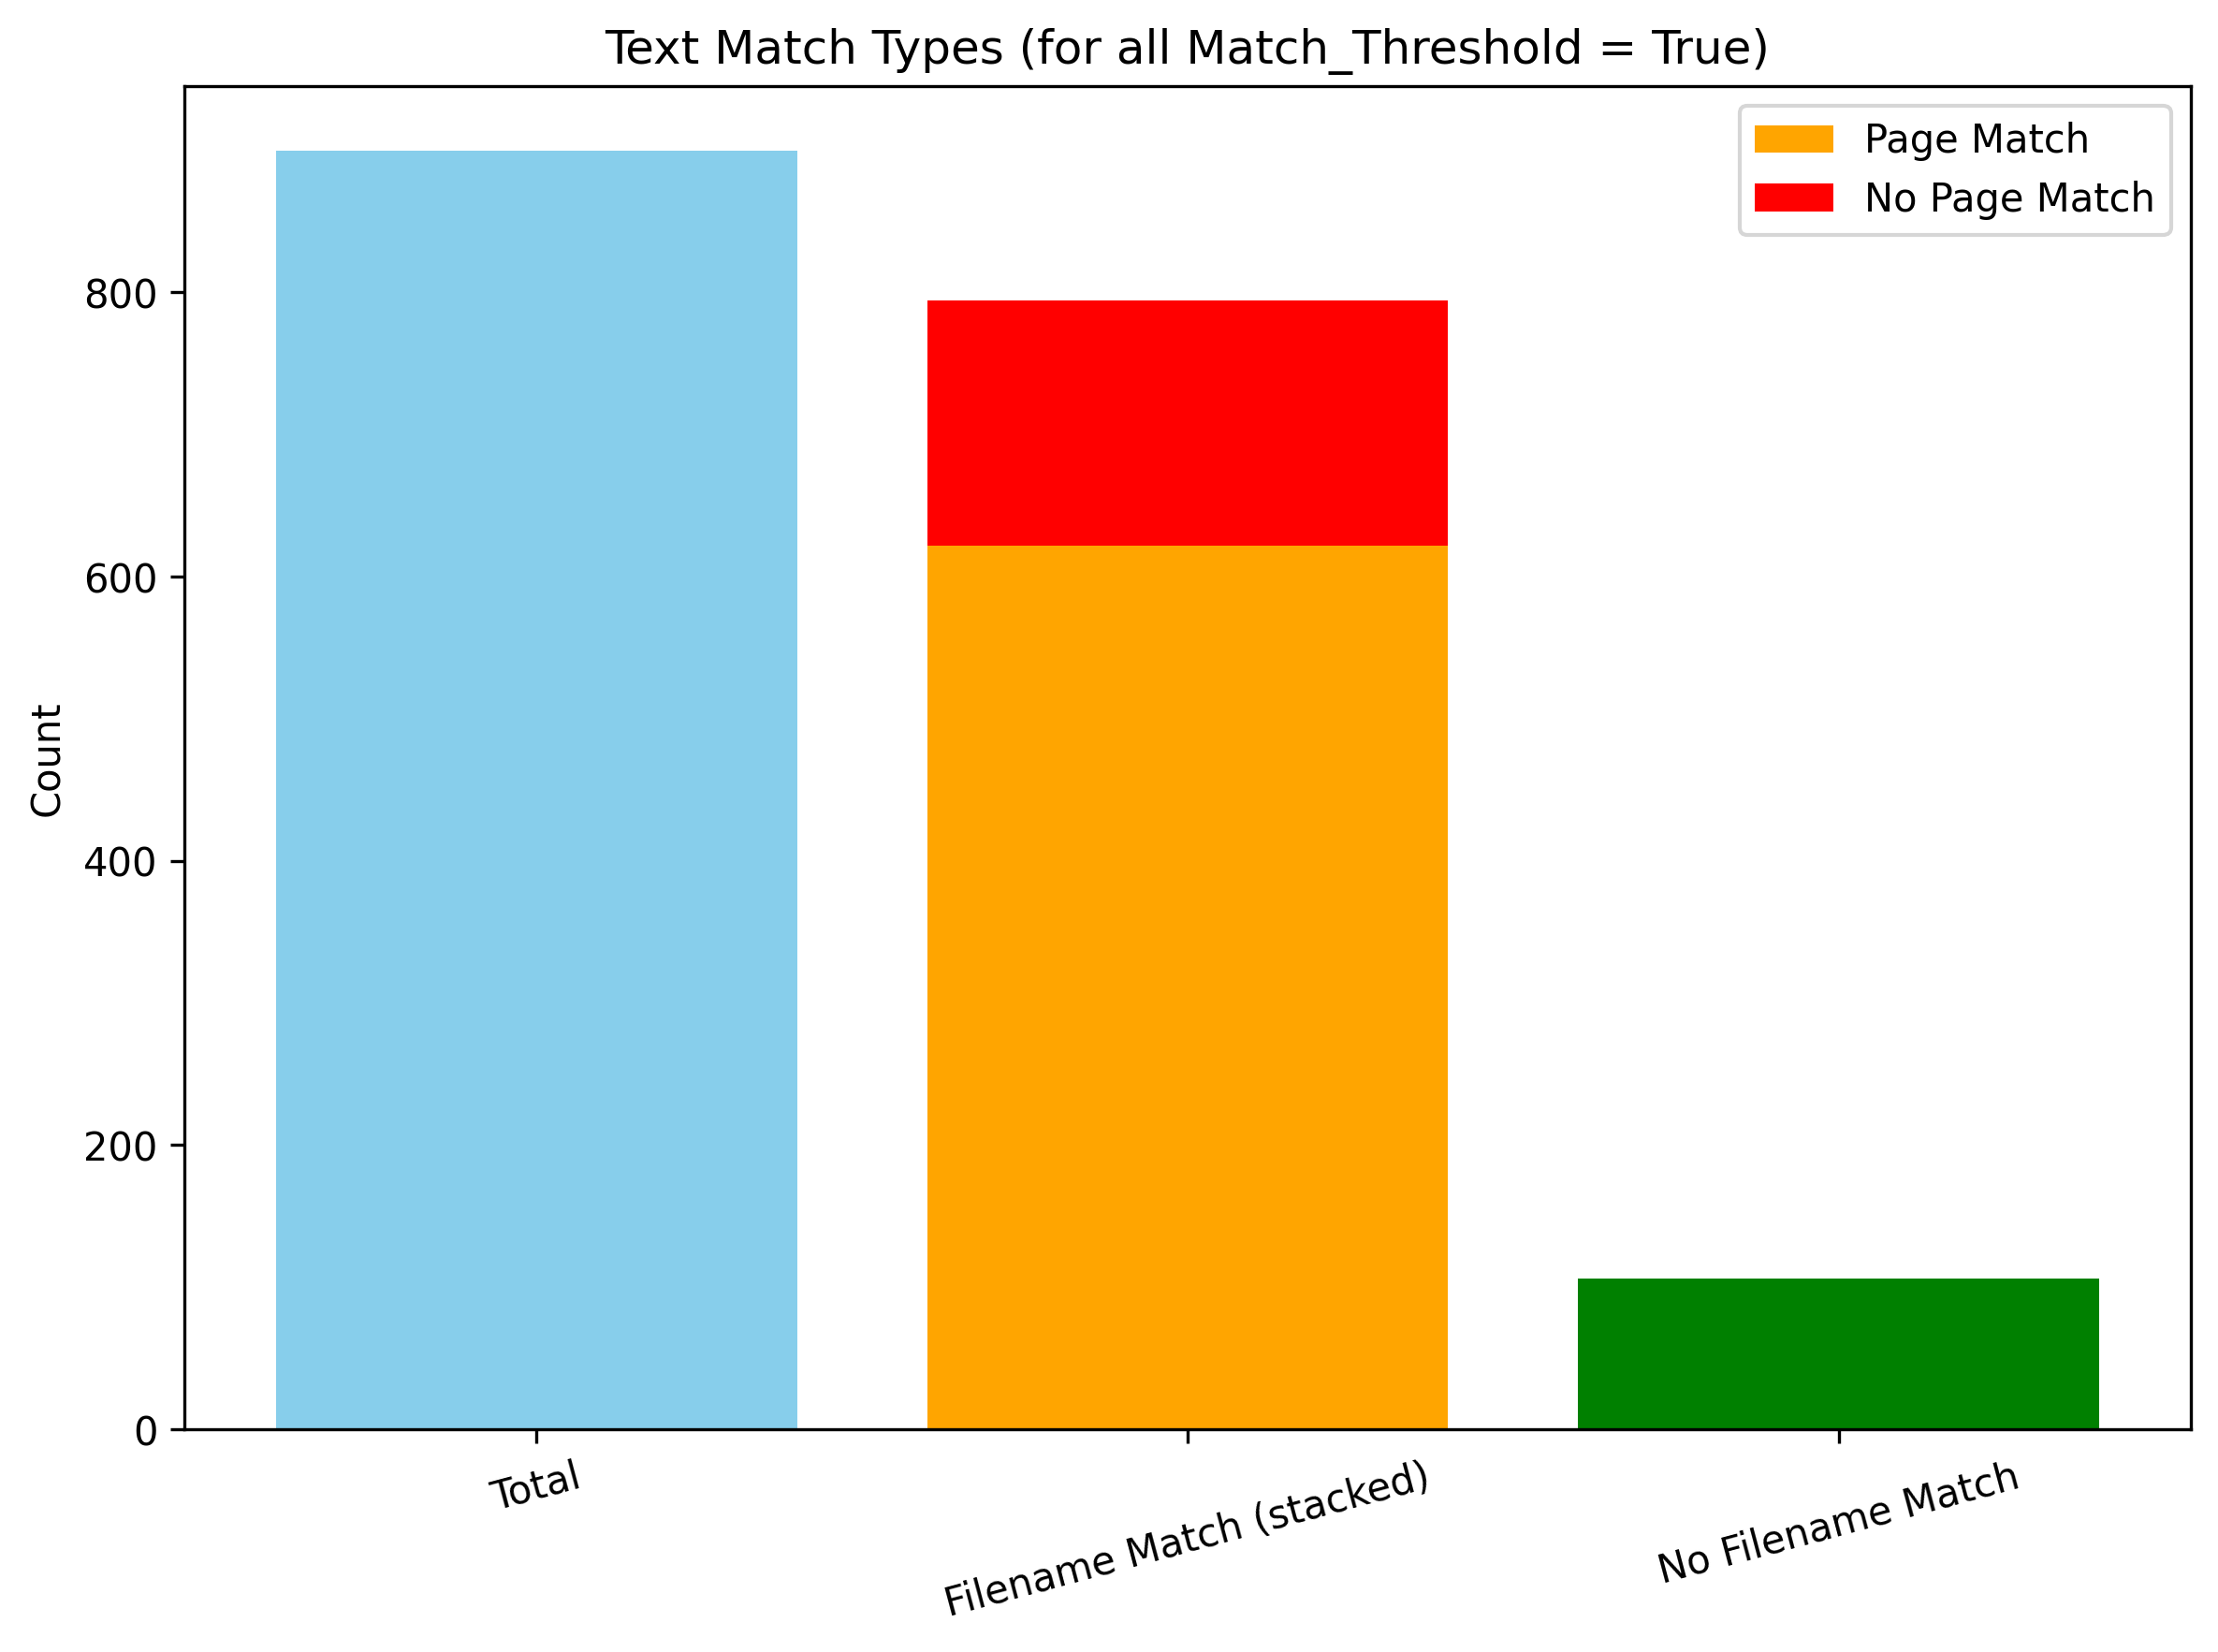 Text Match Types (for all Match_Threshold = True)
Page Match
No Page Match
Count
800
600
400
200
0
Total
Filename Match (stacked)
No Filename Match